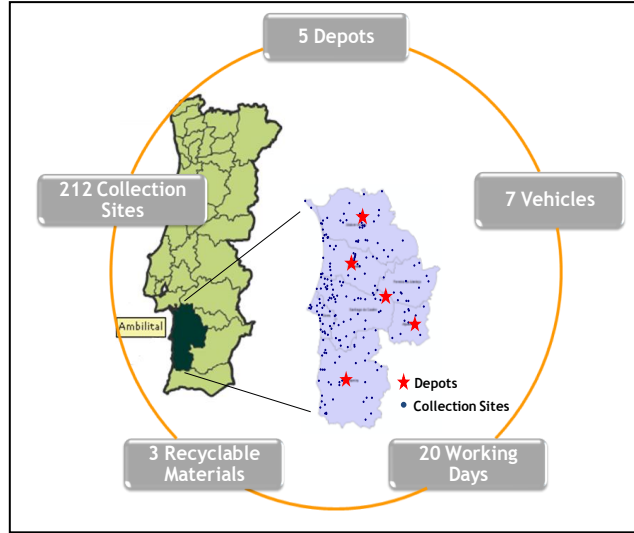 5 Depots
212 Collection
Sites
7 Vehicles
Ambilital
Depots
Collection Sites
3 Recyclable
Materials
20 Working
Days